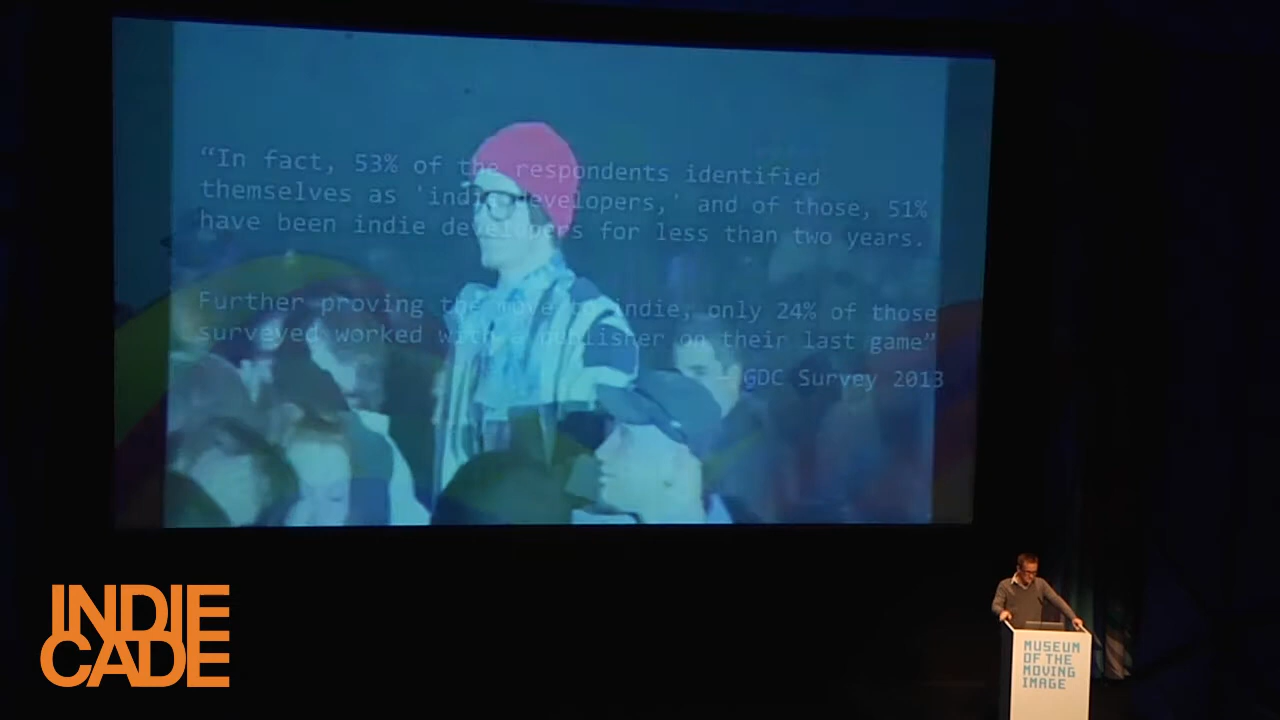 “In fact, 53% of the respondents identified
themselves as 'indie developers,' and of those, 51%
have been indie developers for less than two years.
Further proving the move to indie, only 24% of those
surveyed worked with a publisher on their last game”
— GDC Survey 2013
INDIE
CADE
MUSEUM
OF THE
MOVING
IMAGE